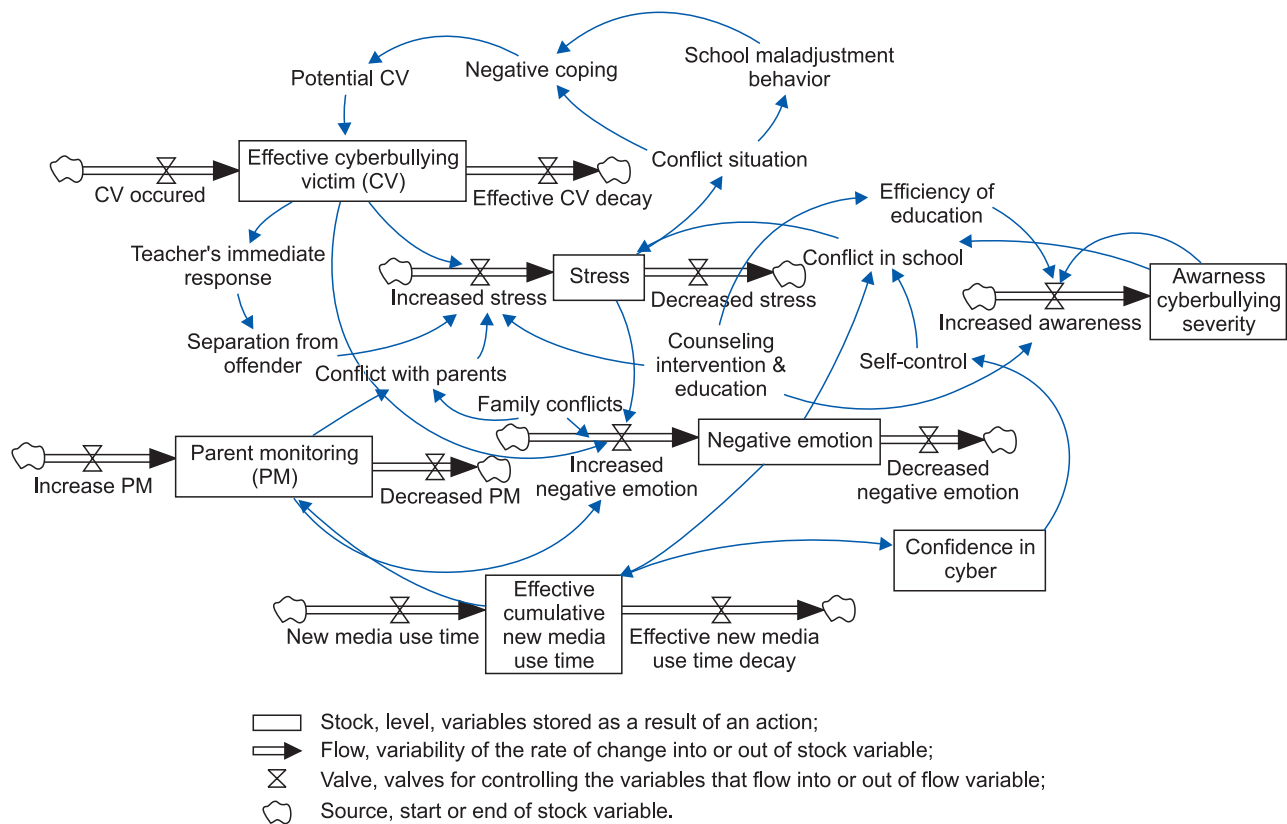 Potential CV
Negative coping
School maladjustment
behavior
Effective cyberbullying
victim (CV)
CV occured
Effective CV decay
Conflict situation
Efficiency of
education
Teacher's immediate
response
Conflict in school
Stress
Increased stress
Decreased stress
Awarness
cyberbullying
severity
Increased awareness
Separation from
offender
Conflict with parents
Counseling
intervention &
education
Self-control
Family conflicts
Parent monitoring
(PM)
Increase PM
Decreased PM
Increased
negative emotion
Negative emotion
Decreased
negative emotion
Confidence in
cyber
Effective
cumulative
new media
use time
New media use time
Effective new media
use time decay
Stock, level, variables stored as a result of an action;
Flow, variability of the rate of change into or out of stock variable;
Valve, valves for controlling the variables that flow into or out of flow variable;
Source, start or end of stock variable.